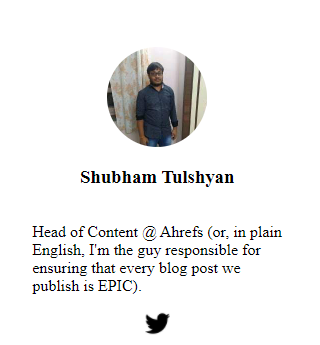 Shubham Tulshyan
Head of Content @ Ahrefs (or, in plain
English, I'm the guy responsible for
ensuring that every blog post we
publish is EPIC).